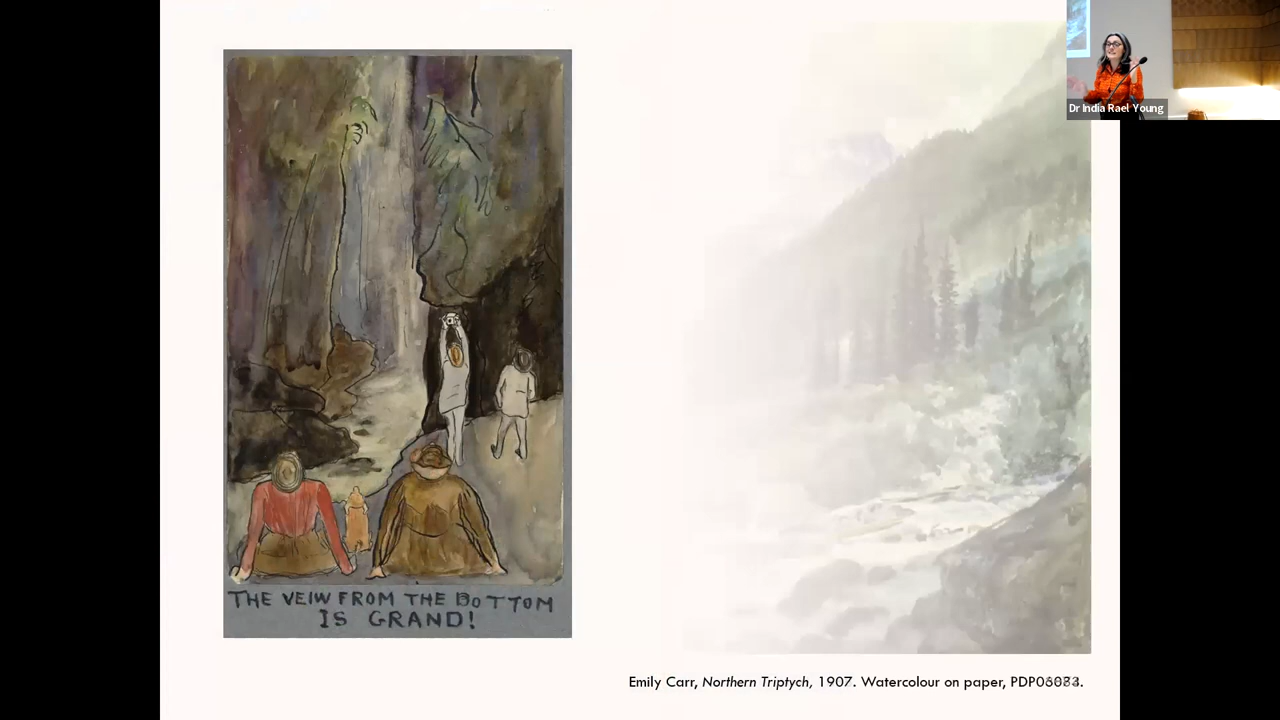 Dr India Rael Young
THE VEIW FROM THE BOTTOM
IS GRAND!
Emily Carr, Northern Triptych, 1907. Watercolour on paper,